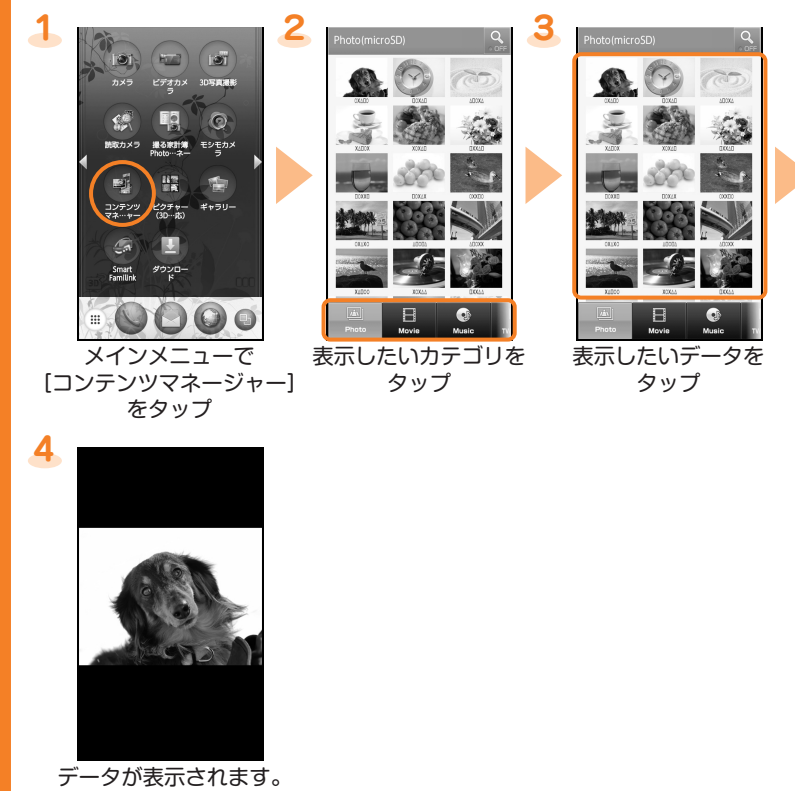 1
カメラ
ビデオカメ
ラ
3D写真撮影
読取カメラ
撮る家計簿
Photo…ネー
モシモカメ
ラ
コンテンツ
マネ…ャー
ピクチャー
(3D…応)
ギャラリー
Smart
Familink
ダウンロー
ド
メインメニューで
[コンテンツマネージャー]
をタップ
2
Photo(microSD)
OFF
Photo
Movie
Music
表示したいカテゴリを
タップ
3
Photo(microSD)
OFF
Photo
Movie
Music
TV
表示したいデータを
タップ
4
データが表示されます。